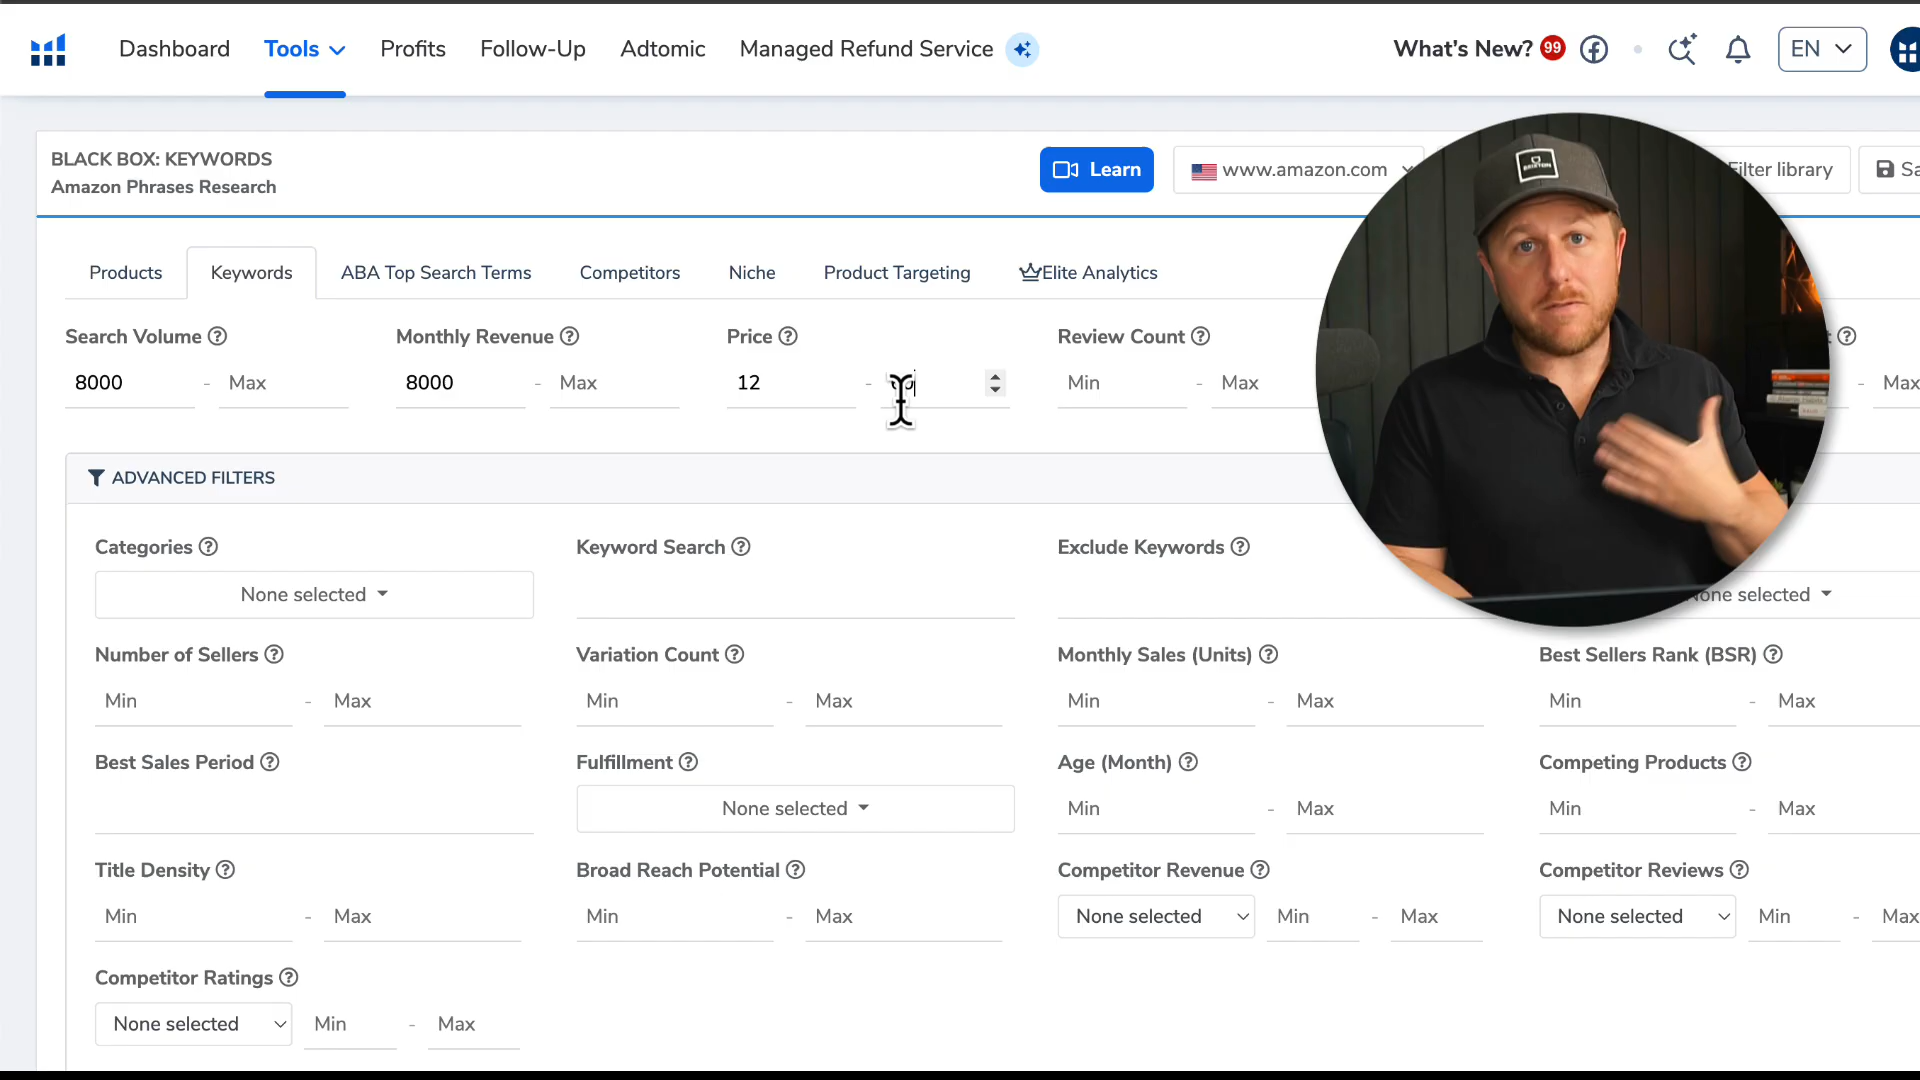 Dashboard Tools Profits Follow-Up Adtomic Managed Refund Service What's New? 99 EN
BLACK BOX: KEYWORDS
Amazon Phrases Research
Learn www.amazon.com Filter library Sa
Products Keywords ABA Top Search Terms Competitors Niche Product Targeting Elite Analytics
Search Volume Monthly Revenue Price Review Count
8000 - Max 8000 - Max 12 - Min - Max - Max
ADVANCED FILTERS
Categories Keyword Search Exclude Keywords
None selected None selected
Number of Sellers Variation Count Monthly Sales (Units) Best Sellers Rank (BSR)
Min - Max Min - Max Min - Max Min - Max
Best Sales Period Fulfillment Age (Month) Competing Products
None selected Min - Max Min - Max
Title Density Broad Reach Potential Competitor Revenue Competitor Reviews
Min - Max Min - Max None selected Min - Max None selected Min - Max
Competitor Ratings
None selected Min - Max